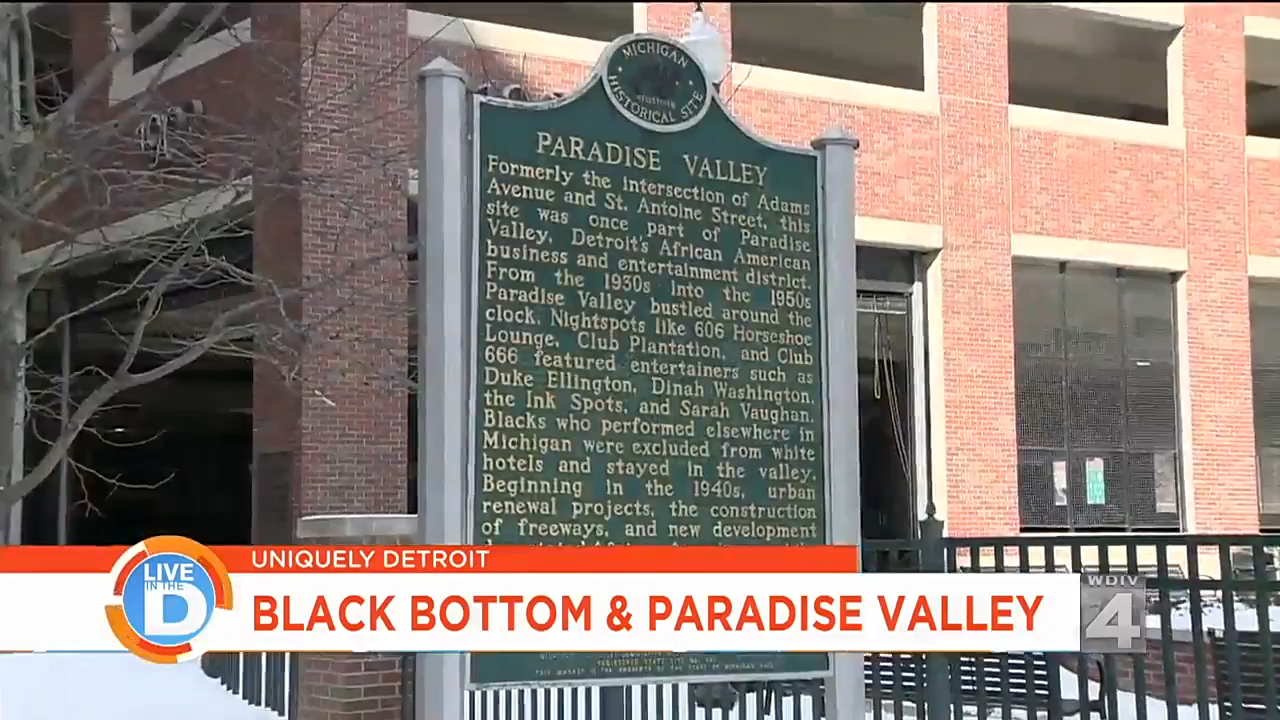 MICHIGAN
HISTORICAL SITE
PARADISE VALLEY
Formerly the intersection of Adams
Avenue and St. Antoine Street, this
site was once part of Paradise
Valley, Detroit's African American
business and entertainment district.
From the 1930s into the 1950s
Paradise Valley bustled around the
clock. Nightspots like 606 Horseshoe
Lounge, Club Plantation, and Club
666 featured entertainers such as
Duke Ellington, Dinah Washington,
the Ink Spots, and Sarah Vaughan.
Blacks who performed elsewhere in
Michigan were excluded from white
hotels and stayed in the valley.
Beginning in the 1940s, urban
renewal projects, the construction
of freeways, and new development
UNIQUELY DETROIT
LIVE
IN THE
D
BLACK BOTTOM & PARADISE VALLEY
WDIV
4